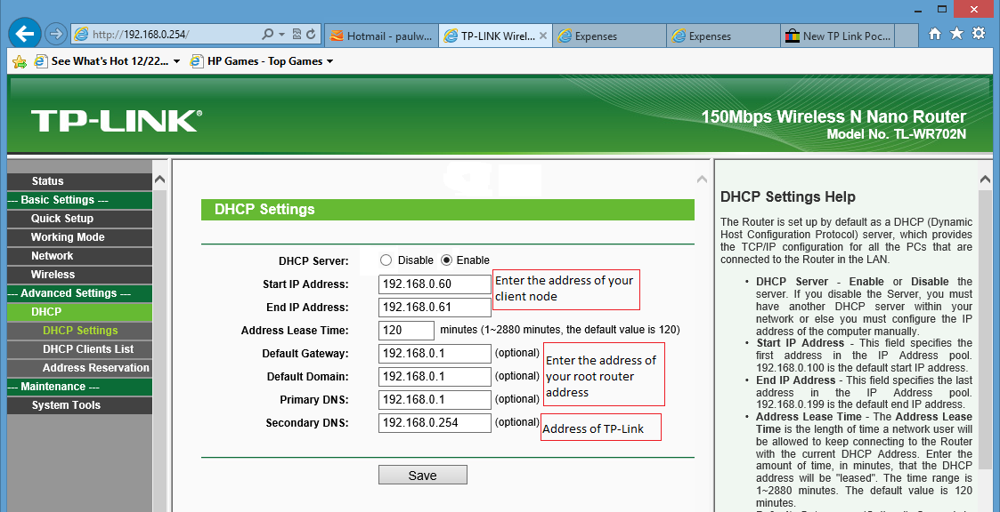 http://192.168.0.254/
Hotmail - paulw...
TP-LINK Wirel...
Expenses
Expenses
New TP Link Poc...
See What's Hot 12/22...
HP Games - Top Games
TP-LINK®
150Mbps Wireless N Nano Router
Model No. TL-WR702N
Status
--- Basic Settings ---
Quick Setup
Working Mode
Network
Wireless
--- Advanced Settings ---
DHCP
DHCP Settings
DHCP Clients List
Address Reservation
--- Maintenance ---
System Tools
DHCP Settings
DHCP Server: Disable Enable
Start IP Address: 192.168.0.60
End IP Address: 192.168.0.61
Enter the address of your
client node
Address Lease Time: 120 minutes (1~2880 minutes, the default value is 120)
Default Gateway: 192.168.0.1 (optional)
Default Domain: 192.168.0.1 (optional)
Primary DNS: 192.168.0.1 (optional)
Enter the address of
your root router
address
Secondary DNS: 192.168.0.254 (optional)
Address of TP-Link
Save
DHCP Settings Help
The Router is set up by default as a DHCP (Dynamic
Host Configuration Protocol) server, which provides
the TCP/IP configuration for all the PCs that are
connected to the Router in the LAN.
• DHCP Server - Enable or Disable the
server. If you disable the Server, you must
have another DHCP server within your
network or else you must configure the IP
address of the computer manually.
• Start IP Address - This field specifies the
first address in the IP Address pool.
192.168.0.100 is the default start IP address.
• End IP Address - This field specifies the last
address in the IP Address pool.
192.168.0.199 is the default end IP address.
• Address Lease Time - The Address Lease
Time is the length of time a network user will
be allowed to keep connecting to the Router
with the current DHCP Address. Enter the
amount of time, in minutes, that the DHCP
address will be "leased". The time range is
1~2880 minutes. The default value is 120
minutes.